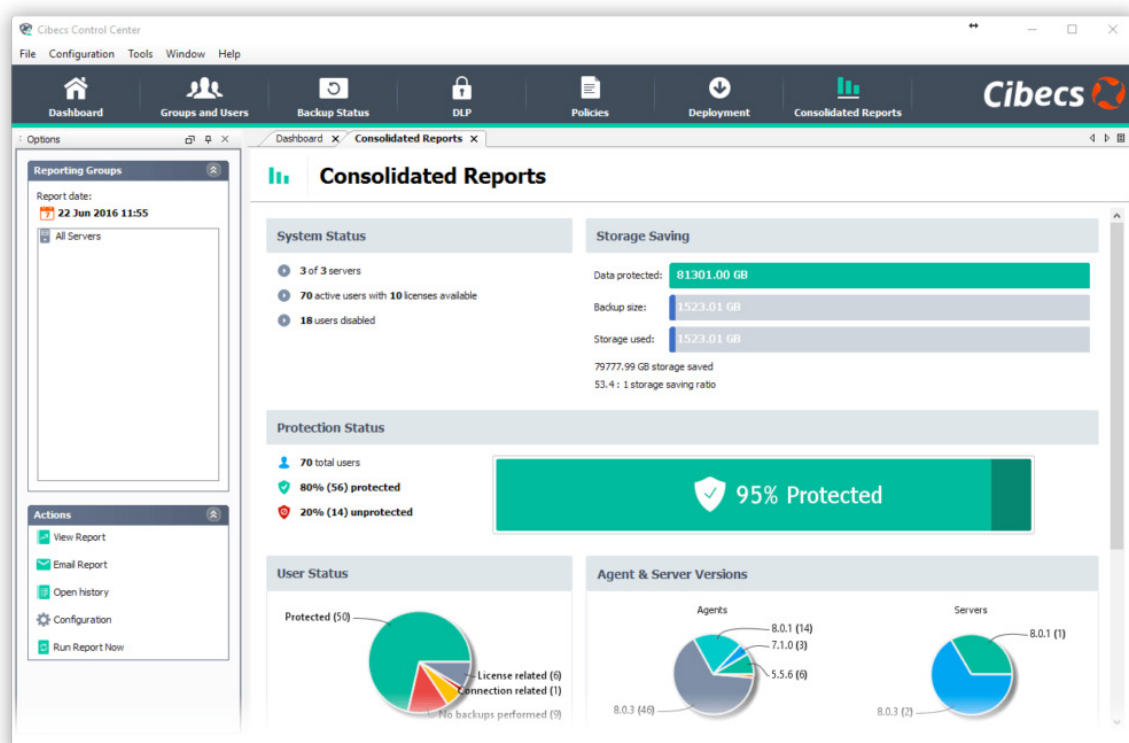 Cibecs Control Center
File Configuration Tools Window Help
Dashboard Groups and Users Backup Status DLP Policies Deployment Consolidated Reports Cibecs
Options
Dashboard X Consolidated Reports X
Reporting Groups
Report date:
7 22 Jun 2016 11:55
All Servers
Actions
View Report
Email Report
Open history
Configuration
Run Report Now
Consolidated Reports
System Status
3 of 3 servers
70 active users with 10 licenses available
18 users disabled
Storage Saving
Data protected: 81301.00 GB
Backup size: 1523.01 GB
Storage used: 1523.01 GB
79777.99 GB storage saved
53.4 : 1 storage saving ratio
Protection Status
70 total users
80% (56) protected
20% (14) unprotected
95% Protected
User Status
Protected (50)
License related (6)
Connection related (1)
No backups performed (9)
Agent & Server Versions
Agents
8.0.1 (14)
7.1.0 (3)
5.5.6 (6)
8.0.3 (46)
Servers
8.0.1 (1)
8.0.3 (2)